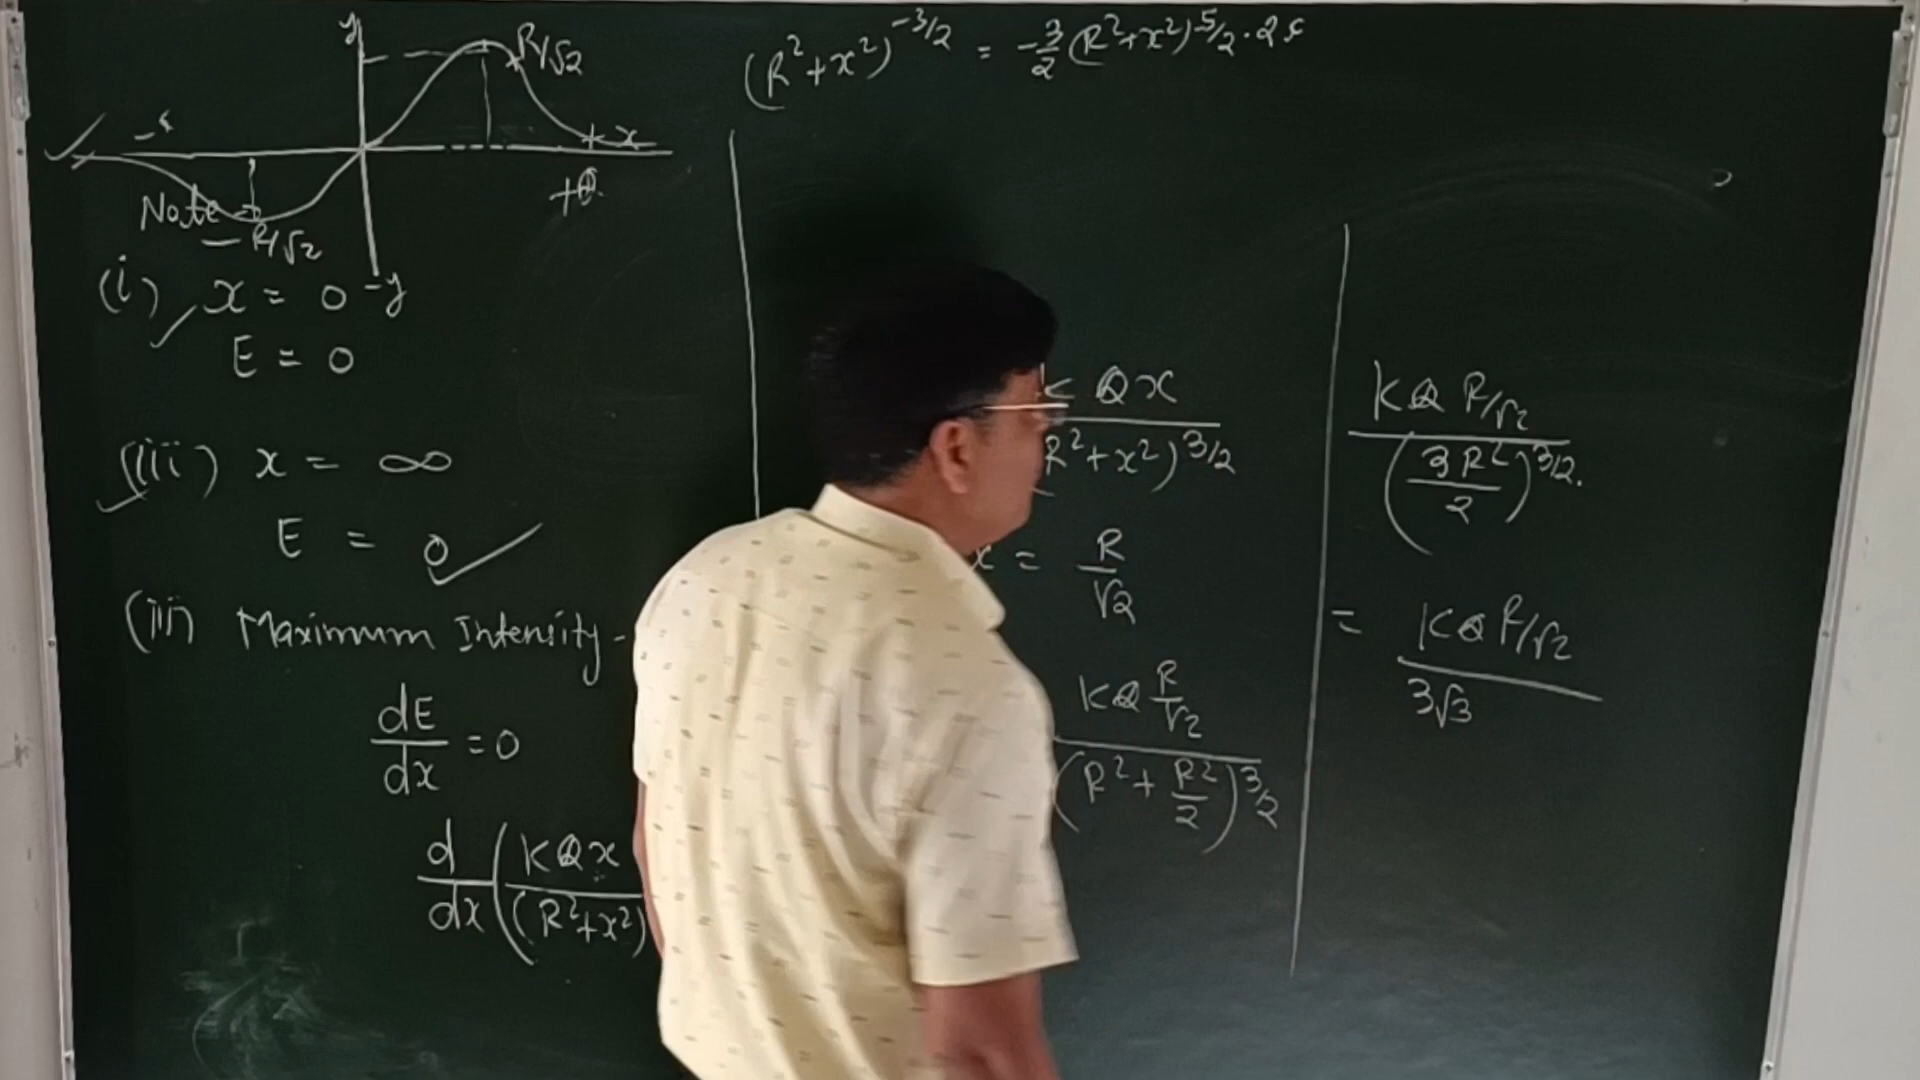 y
R/√2
-x
x
+Q
Note
-R/√2
-y
(i) x = 0
E = 0
(iii) x = ∞
E = 0
(iii) Maximum Intensity -
dE/dx = 0
d/dx (KQx/(R²+x²)
(R²+x²)^-3/2 = -3/2 (R²+x²)^-5/2 · 2x
KQx/(R²+x²)^3/2
x = R/√2
KQ R/√2 / (R² + R²/2)^3/2
KQ R/√2 / (3R²/2)^3/2.
= KQ R/√2 / 3√3